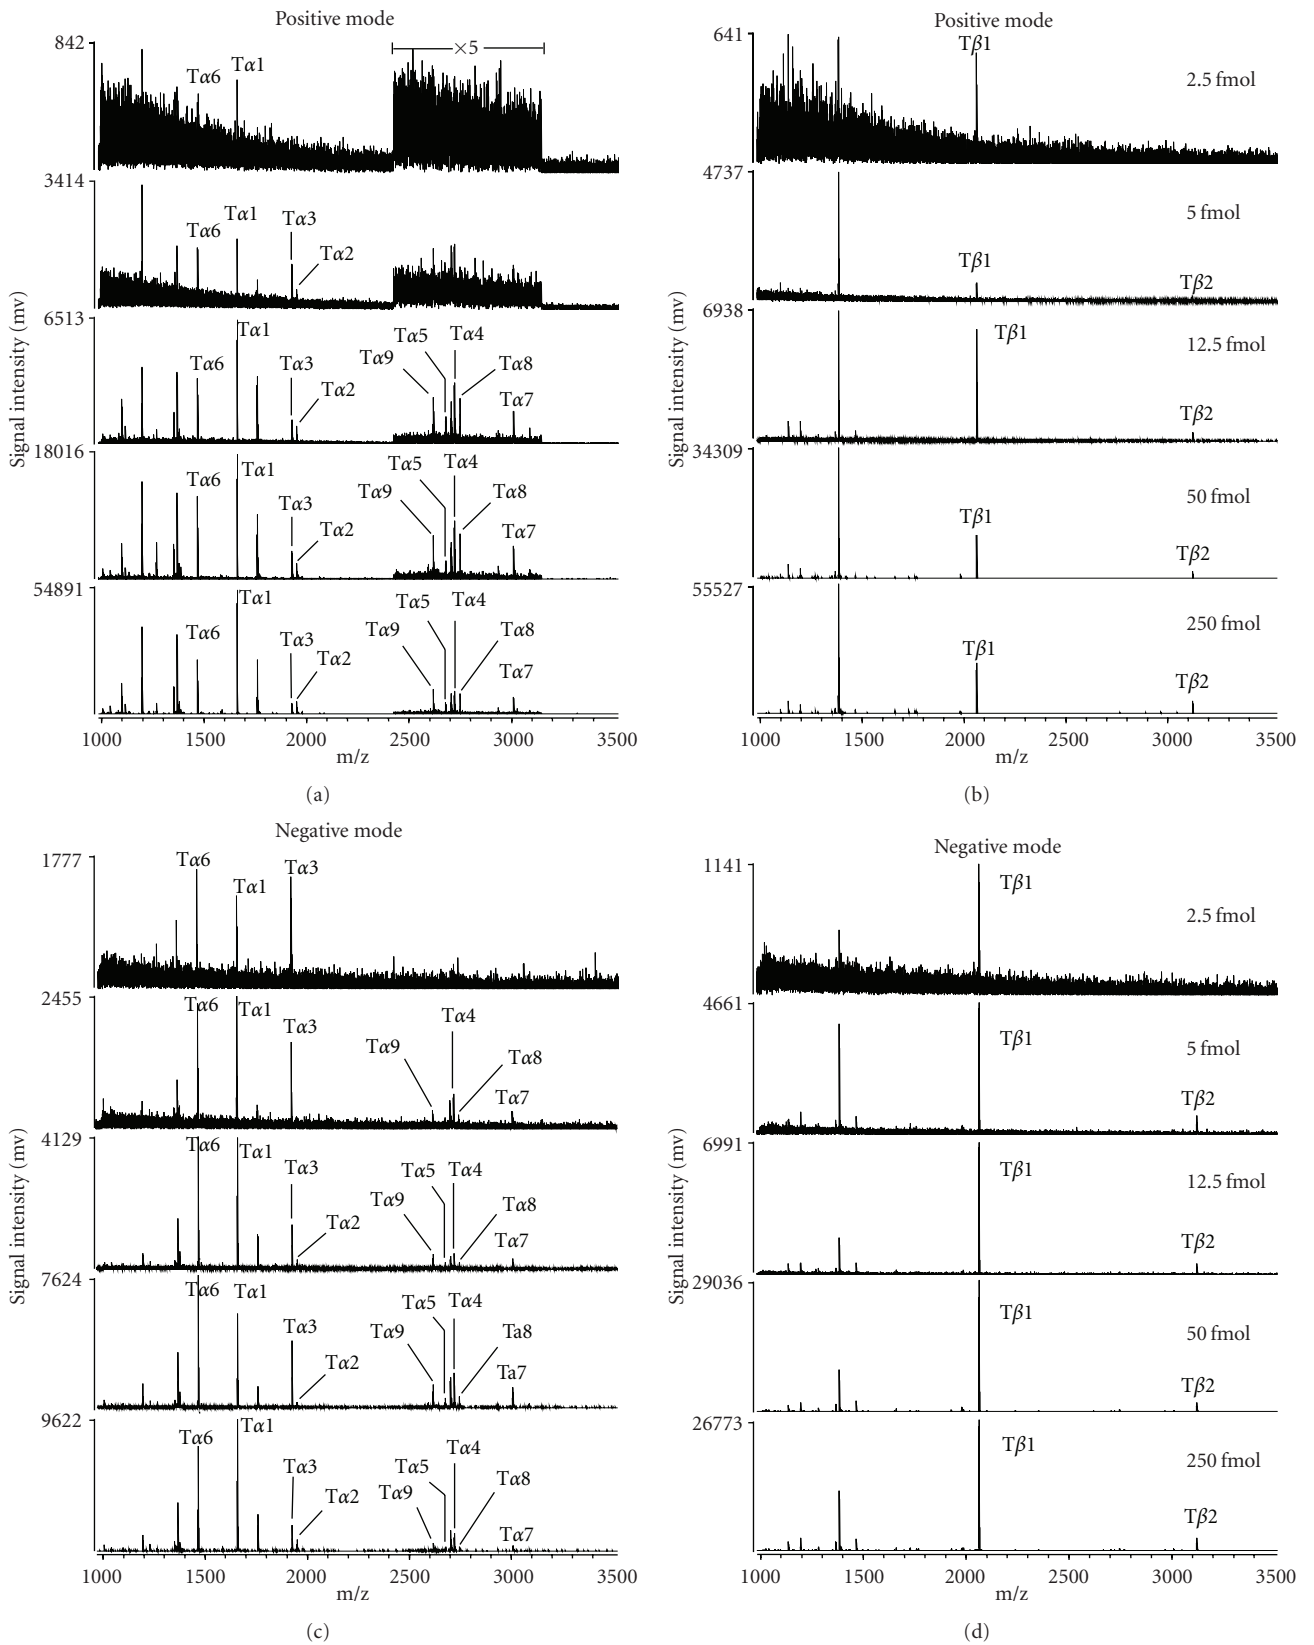 Positive mode
842
×5
Tα6
Tα1
3414
Tα6
Tα1
Tα3
Tα2
6513
Tα1
Tα6
Tα3
Tα2
Tα5
Tα4
Tα9
Tα8
Tα7
18016
Tα1
Tα6
Tα3
Tα2
Tα5
Tα4
Tα9
Tα8
Tα7
54891
Tα1
Tα6
Tα3
Tα2
Tα5
Tα4
Tα9
Tα8
Tα7
Signal intensity (mv)
1000 1500 2000 2500 3000 3500
m/z
(a)
Positive mode
641
Tβ1
2.5 fmol
4737
5 fmol
Tβ1
Tβ2
6938
Tβ1
12.5 fmol
Tβ2
34309
50 fmol
Tβ1
Tβ2
55527
250 fmol
Tβ1
Tβ2
Signal intensity (mv)
1000 1500 2000 2500 3000 3500
m/z
(b)
Negative mode
1777
Tα6
Tα1
Tα3
2455
Tα6
Tα1
Tα3
Tα4
Tα9
Tα8
Tα7
4129
Tα6
Tα1
Tα3
Tα2
Tα5
Tα4
Tα9
Tα8
Tα7
7624
Tα6
Tα1
Tα3
Tα2
Tα5
Tα4
Tα9
Ta8
Ta7
9622
Tα1
Tα6
Tα3
Tα2
Tα4
Tα5
Tα9
Tα8
Tα7
Signal intensity (mv)
1000 1500 2000 2500 3000 3500
m/z
(c)
Negative mode
1141
Tβ1
2.5 fmol
4661
Tβ1
5 fmol
Tβ2
6991
Tβ1
12.5 fmol
Tβ2
29036
Tβ1
50 fmol
Tβ2
26773
Tβ1
250 fmol
Tβ2
Signal intensity (mv)
1000 1500 2000 2500 3000 3500
m/z
(d)